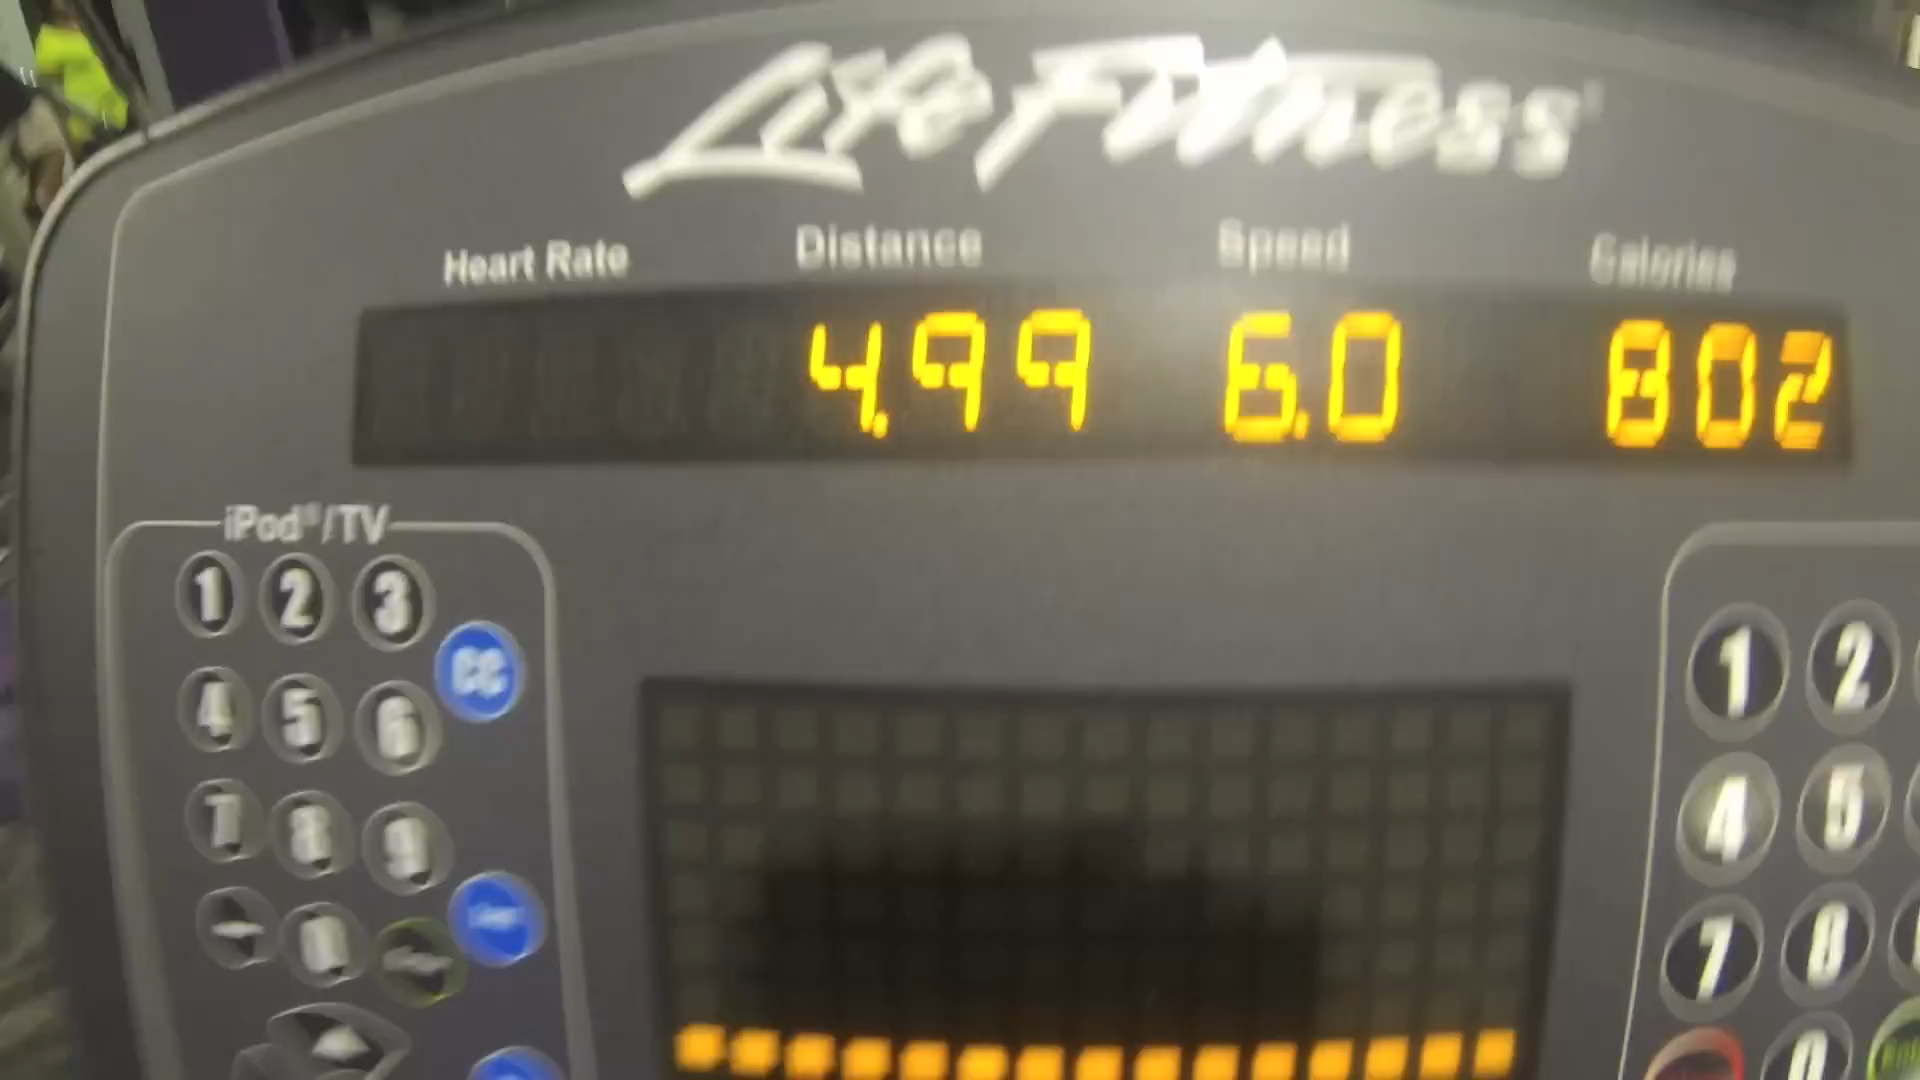 Life Fitness
Heart Rate Distance Speed Calories
4.99 6.0 802
iPod®/TV
1 2 3
CC
4 5 6
7 8 9
0
1 2
4 5
7 8
0